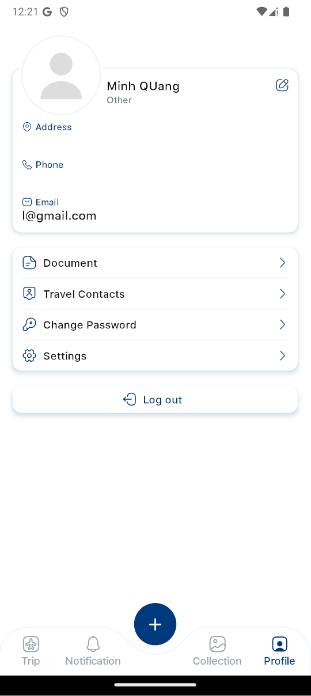 12:21
Minh QUang
Other
Address
Phone
Email
l@gmail.com
Document
Travel Contacts
Change Password
Settings
Log out
Trip
Notification
Collection
Profile